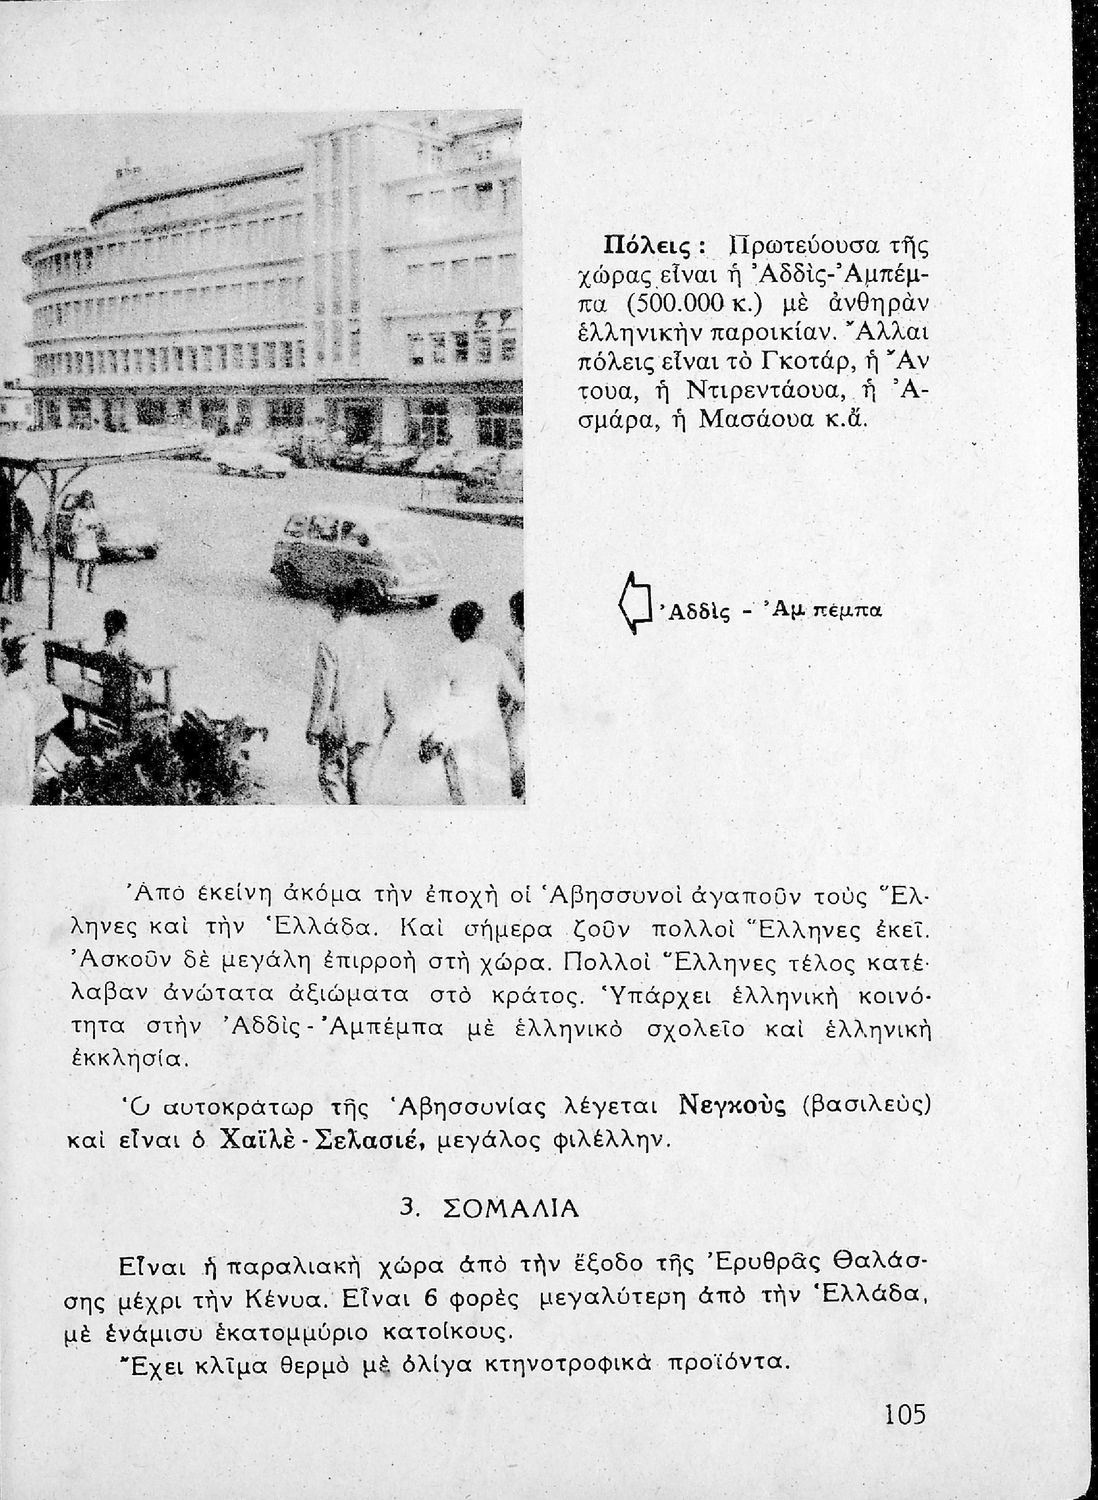 Πόλεις : Πρωτεύουσα τῆς
χώρας εἶναι ἡ Ἀδδὶς-Ἀμπέμ-
πα (500.000 κ.) μὲ ἀνθηρὰν
ἑλληνικὴν παροικίαν. Ἄλλαι
πόλεις εἶναι τὸ Γκοτάρ, ἡ Ἄν
τουα, ἡ Ντιρεντάουα, ἡ Ἀ-
σμάρα, ἡ Μασάουα κ.ἄ.
Ἀδδὶς - Ἀμ πέμπα
Ἀπὸ ἐκείνη ἀκόμα τὴν ἐποχὴ οἱ Ἀβησσυνοὶ ἀγαποῦν τοὺς Ἕλ-
ληνες καὶ τὴν Ἑλλάδα. Καὶ σήμερα ζοῦν πολλοὶ Ἕλληνες ἐκεῖ.
Ἀσκοῦν δὲ μεγάλη ἐπιρροὴ στὴ χώρα. Πολλοὶ Ἕλληνες τέλος κατέ-
λαβαν ἀνώτατα ἀξιώματα στὸ κράτος. Ὑπάρχει ἑλληνικὴ κοινό-
τητα στὴν Ἀδδὶς - Ἀμπέμπα μὲ ἑλληνικὸ σχολεῖο καὶ ἑλληνικὴ
ἐκκλησία.
Ὁ αυτοκράτωρ τῆς Ἀβησσυνίας λέγεται Νεγκοὺς (βασιλεὺς)
καὶ εἶναι ὁ Χαϊλὲ - Σελασιέ, μεγάλος φιλέλλην.
3. ΣΟΜΑΛΙΑ
Εἶναι ἡ παραλιακὴ χώρα ἀπὸ τὴν ἔξοδο τῆς Ἐρυθρᾶς Θαλάσ-
σης μέχρι τὴν Κένυα. Εἶναι 6 φορὲς μεγαλύτερη ἀπὸ τὴν Ἑλλάδα,
μὲ ἑνάμισυ ἑκατομμύριο κατοίκους.
Ἔχει κλῖμα θερμὸ μὲ ὀλίγα κτηνοτροφικὰ προϊόντα.
105